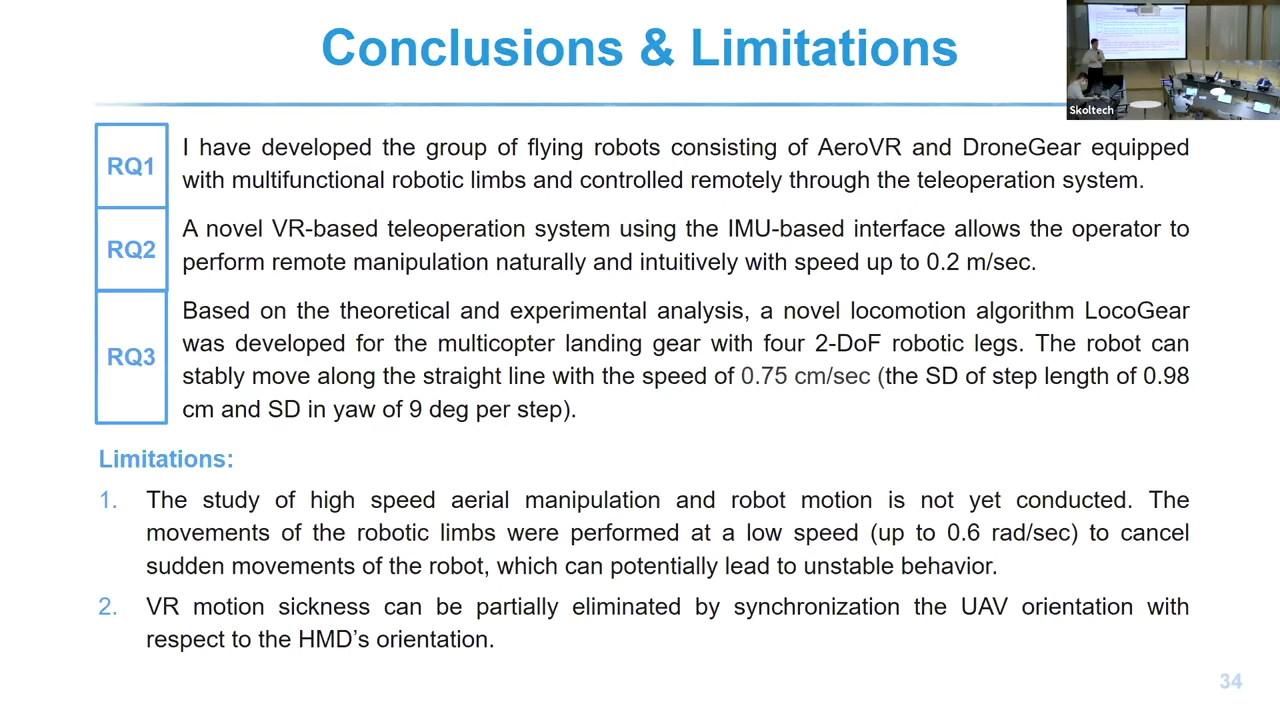 Conclusions & Limitations
Skoltech
RQ1
I have developed the group of flying robots consisting of AeroVR and DroneGear equipped
with multifunctional robotic limbs and controlled remotely through the teleoperation system.
RQ2
A novel VR-based teleoperation system using the IMU-based interface allows the operator to
perform remote manipulation naturally and intuitively with speed up to 0.2 m/sec.
RQ3
Based on the theoretical and experimental analysis, a novel locomotion algorithm LocoGear
was developed for the multicopter landing gear with four 2-DoF robotic legs. The robot can
stably move along the straight line with the speed of 0.75 cm/sec (the SD of step length of 0.98
cm and SD in yaw of 9 deg per step).
Limitations:
1. The study of high speed aerial manipulation and robot motion is not yet conducted. The
movements of the robotic limbs were performed at a low speed (up to 0.6 rad/sec) to cancel
sudden movements of the robot, which can potentially lead to unstable behavior.
2. VR motion sickness can be partially eliminated by synchronization the UAV orientation with
respect to the HMD’s orientation.
34